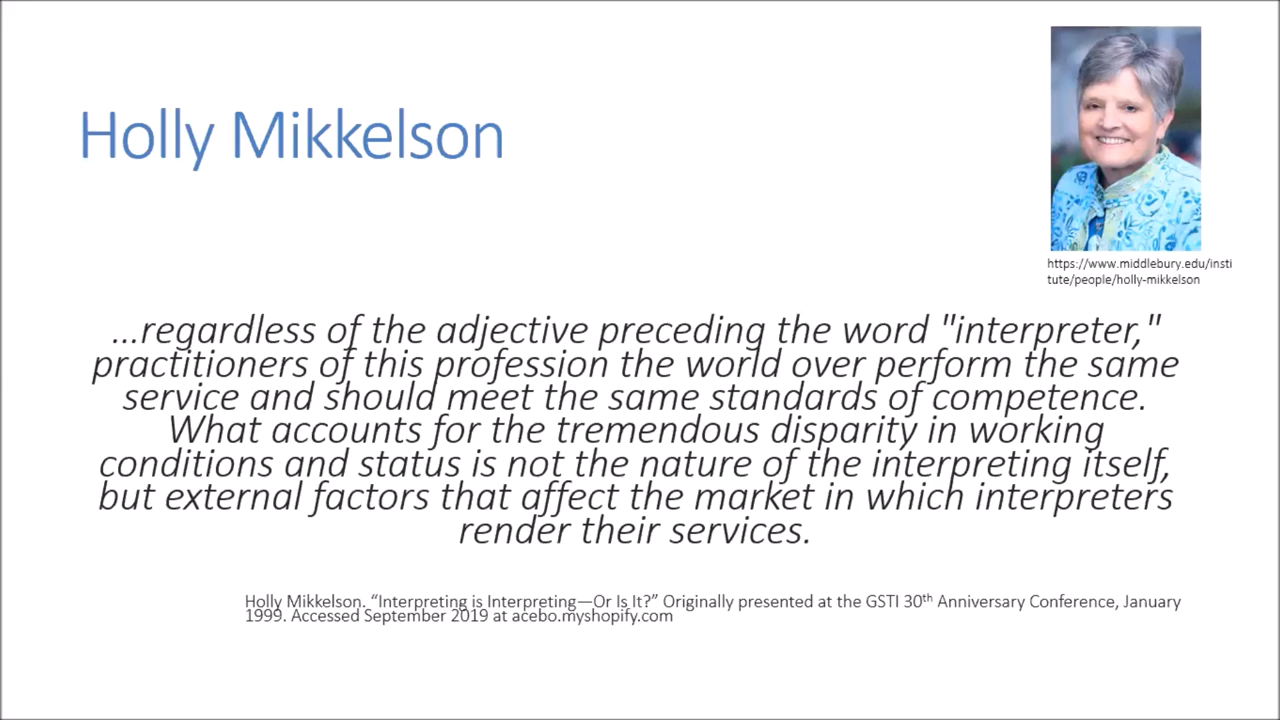 Holly Mikkelson
https://www.middlebury.edu/insti
tute/people/holly-mikkelson
...regardless of the adjective preceding the word "interpreter,"
practitioners of this profession the world over perform the same
service and should meet the same standards of competence.
What accounts for the tremendous disparity in working
conditions and status is not the nature of the interpreting itself,
but external factors that affect the market in which interpreters
render their services.
Holly Mikkelson. “Interpreting is Interpreting—Or Is It?” Originally presented at the GSTI 30th Anniversary Conference, January
1999. Accessed September 2019 at acebo.myshopify.com